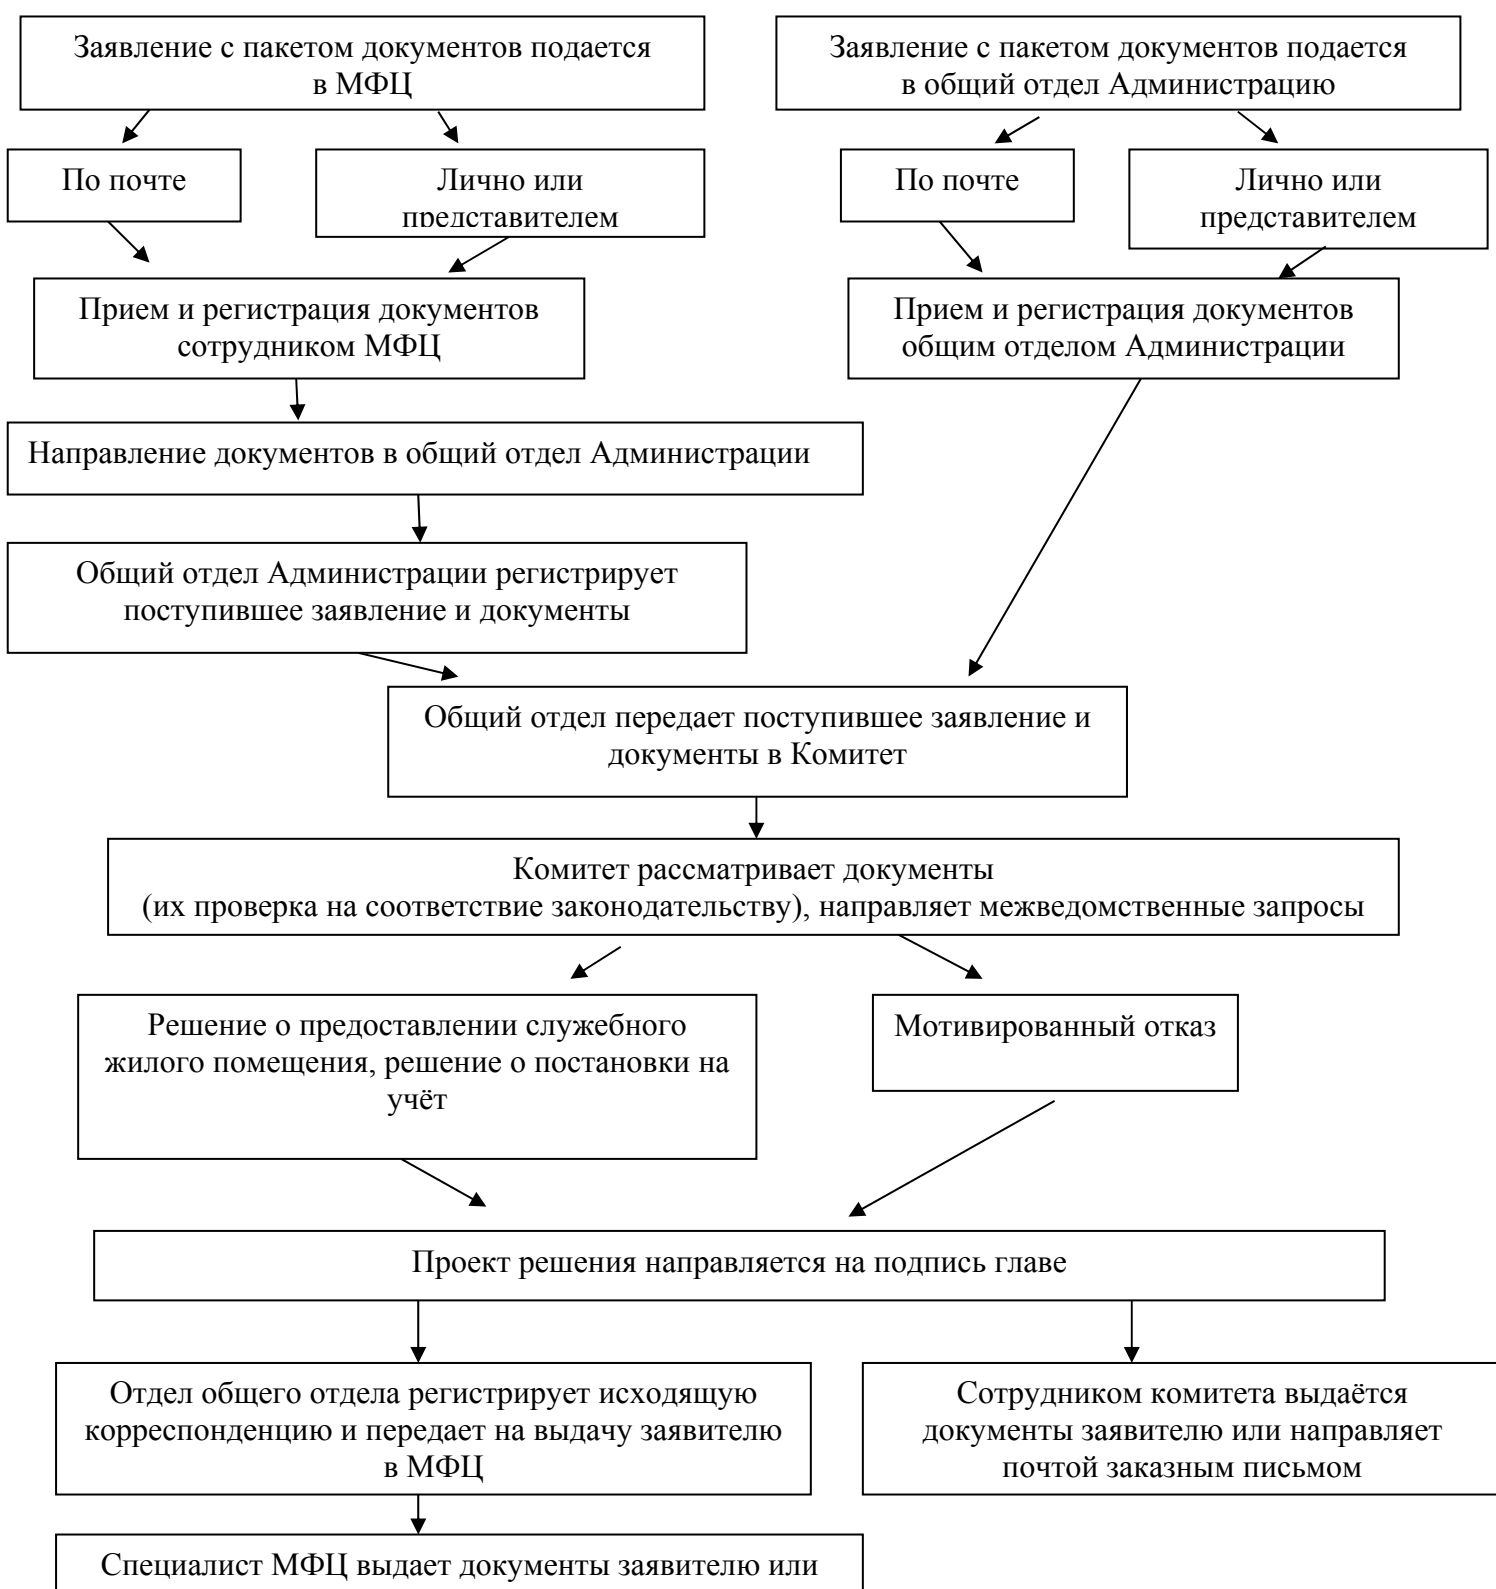 Заявление с пакетом документов подается
в МФЦ
Заявление с пакетом документов подается
в общий отдел Администрацию
По почте
Лично или
представителем
По почте
Лично или
представителем
Прием и регистрация документов
сотрудником МФЦ
Прием и регистрация документов
общим отделом Администрации
Направление документов в общий отдел Администрации
Общий отдел Администрации регистрирует
поступившее заявление и документы
Общий отдел передает поступившее заявление и
документы в Комитет
Комитет рассматривает документы
(их проверка на соответствие законодательству), направляет межведомственные запросы
Решение о предоставлении служебного
жилого помещения, решение о постановки на
учёт
Мотивированный отказ
Проект решения направляется на подпись главе
Отдел общего отдела регистрирует исходящую
корреспонденцию и передает на выдачу заявителю
в МФЦ
Сотрудником комитета выдаётся
документы заявителю или направляет
почтой заказным письмом
Специалист МФЦ выдает документы заявителю или